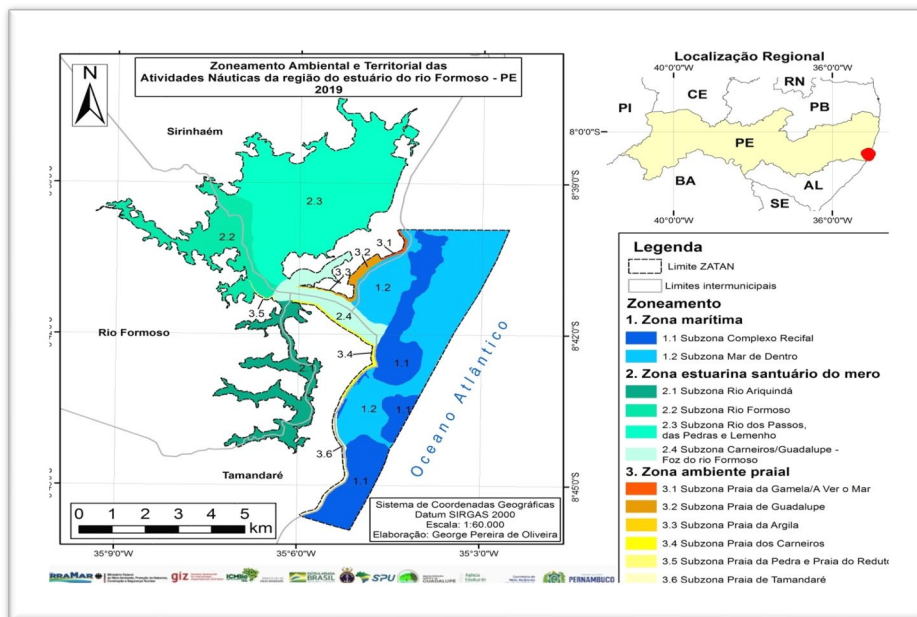 Zoneamento Ambiental e Territorial das
Atividades Náuticas da região do estuário do rio Formoso - PE
2019
N
Sirinhaém
2.3
2.2
3.1
3.2
3.3
1.2
2.4
3.5
Rio Formoso
3.4
1.1
2.1
1.2
1.1
3.6
Oceano Atlântico
Tamandaré
1.1
0 1 2 3 4 5
km
Sistema de Coordenadas Geográficas
Datum SIRGAS 2000
Escala: 1:60.000
Elaboração: George Pereira de Oliveira
8°39'0"S
8°42'0"S
8°45'0"S
35°9'0"W 35°6'0"W 35°3'0"W
Localização Regional
40°0'0"W 36°0'0"W
RN
CE
PI
PB
8°0'0"S
PE
BA
AL
SE
40°0'0"W 36°0'0"W
Legenda
Limite ZATAN
Limites intermunicipais
Zoneamento
1. Zona marítima
1.1 Subzona Complexo Recifal
1.2 Subzona Mar de Dentro
2. Zona estuarina santuário do mero
2.1 Subzona Rio Ariquindá
2.2 Subzona Rio Formoso
2.3 Subzona Rio dos Passos,
das Pedras e Lemenho
2.4 Subzona Carneiros/Guadalupe -
Foz do rio Formoso
3. Zona ambiente praial
3.1 Subzona Praia da Gamela/A Ver o Mar
3.2 Subzona Praia de Guadalupe
3.3 Subzona Praia da Argila
3.4 Subzona Praia dos Carneiros
3.5 Subzona Praia da Pedra e Praia do Reduto
3.6 Subzona Praia de Tamandaré
giz
ICMBio
BRASIL
SPU
GUADALUPE
PERNAMBUCO